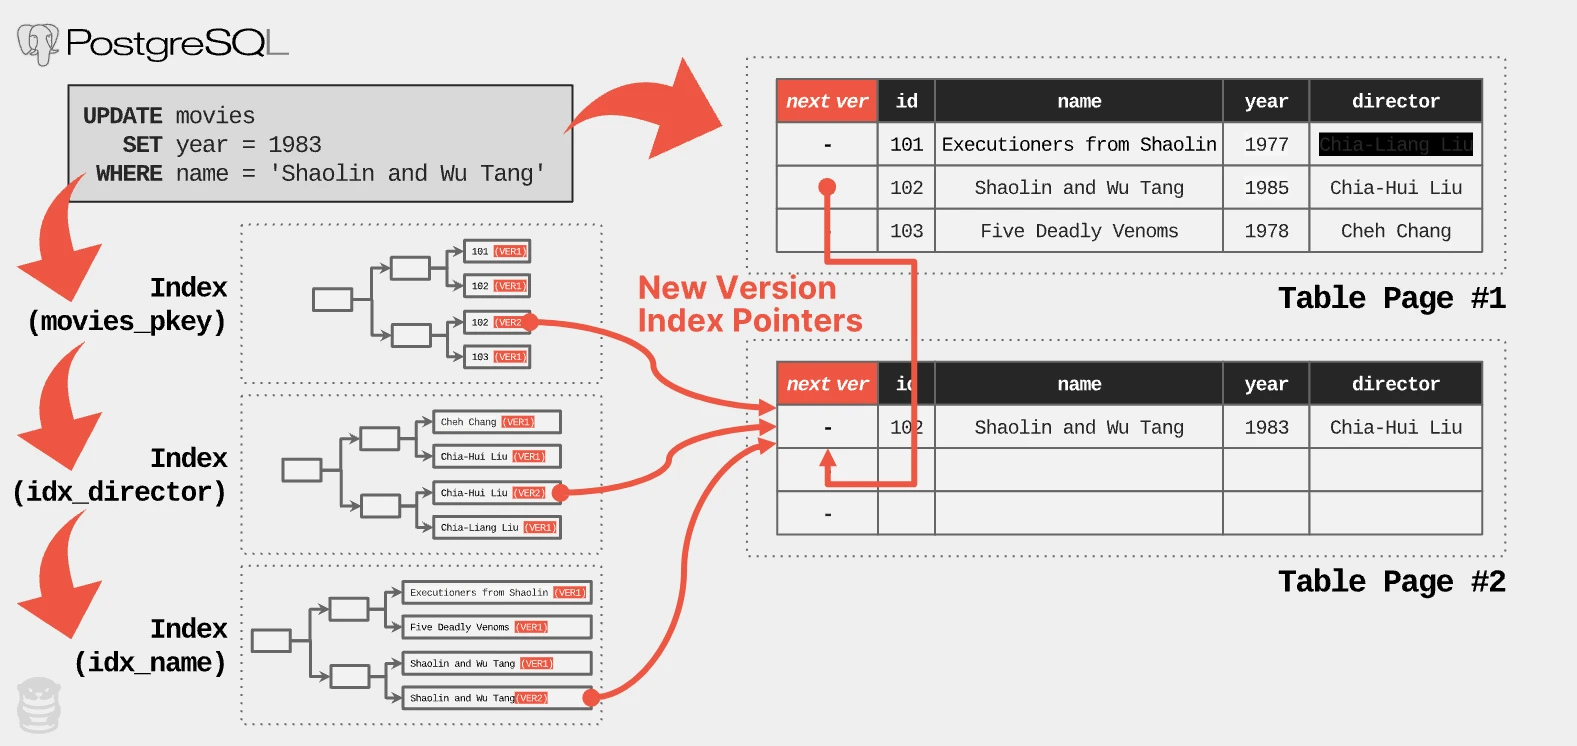 PostgreSQL
UPDATE movies
SET year = 1983
WHERE name = 'Shaolin and Wu Tang'
next ver id name year director
- 101 Executioners from Shaolin 1977 Chia-Liang Liu
102 Shaolin and Wu Tang 1985 Chia-Hui Liu
- 103 Five Deadly Venoms 1978 Cheh Chang
Table Page #1
Index
(movies_pkey)
101 (VER1)
102 (VER1)
102 (VER2)
103 (VER1)
New Version
Index Pointers
next ver id name year director
- 102 Shaolin and Wu Tang 1983 Chia-Hui Liu
-
-
Table Page #2
Index
(idx_director)
Cheh Chang (VER1)
Chia-Hui Liu (VER1)
Chia-Hui Liu (VER2)
Chia-Liang Liu (VER1)
Index
(idx_name)
Executioners from Shaolin (VER1)
Five Deadly Venoms (VER1)
Shaolin and Wu Tang (VER1)
Shaolin and Wu Tang(VER2)